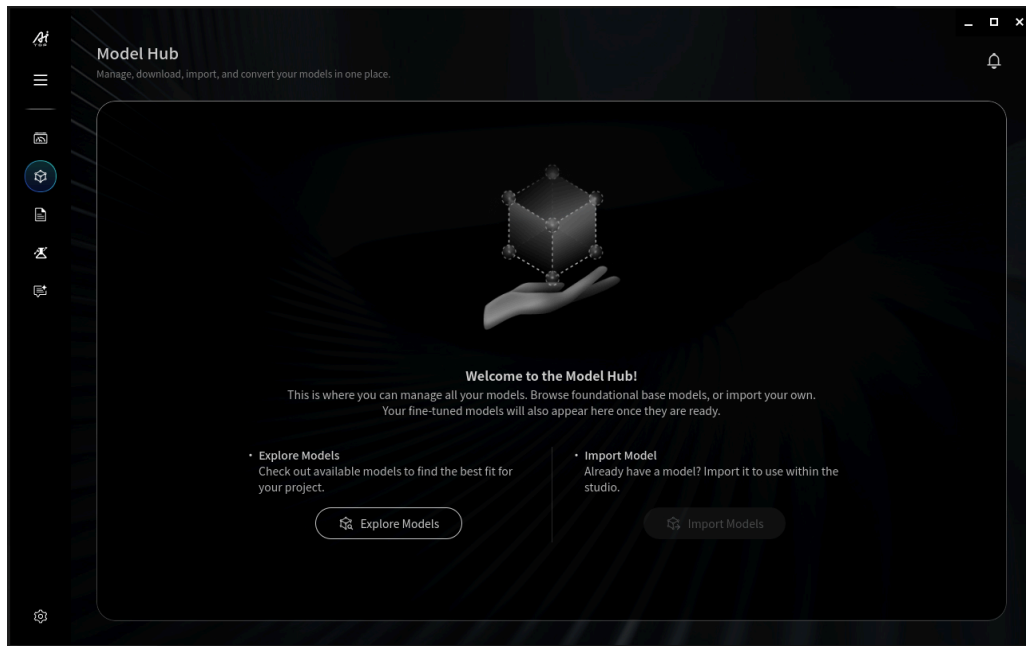 Ai
TOP
Model Hub
Manage, download, import, and convert your models in one place.
Welcome to the Model Hub!
This is where you can manage all your models. Browse foundational base models, or import your own.
Your fine-tuned models will also appear here once they are ready.
• Explore Models
Check out available models to find the best fit for
your project.
Explore Models
• Import Model
Already have a model? Import it to use within the
studio.
Import Models